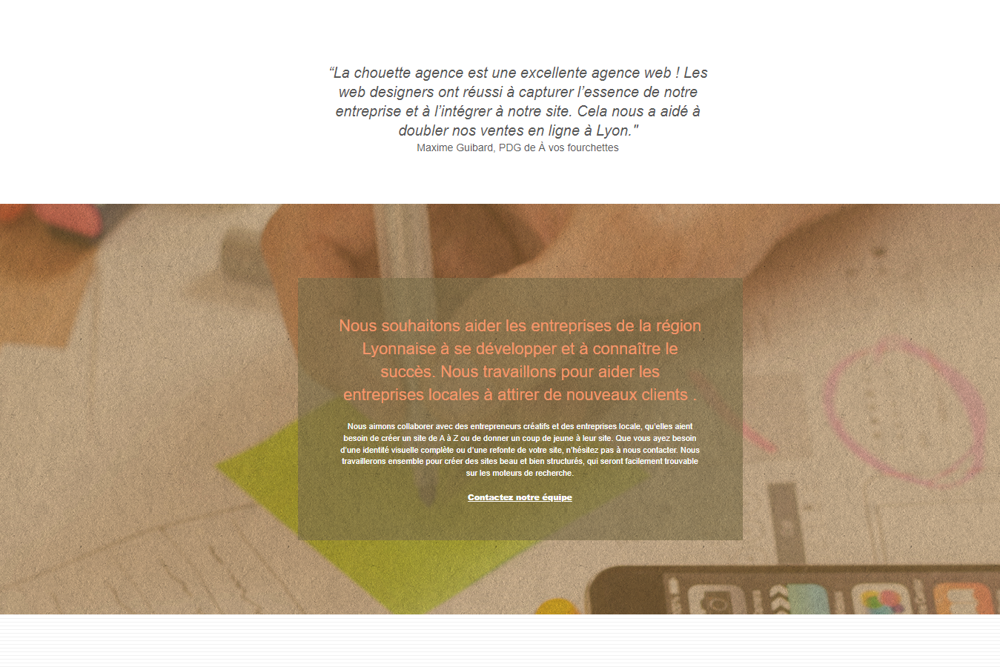 “La chouette agence est une excellente agence web ! Les
web designers ont réussi à capturer l’essence de notre
entreprise et à l’intégrer à notre site. Cela nous a aidé à
doubler nos ventes en ligne à Lyon."
Maxime Guibard, PDG de À vos fourchettes
Nous souhaitons aider les entreprises de la région
Lyonnaise à se développer et à connaître le
succès. Nous travaillons pour aider les
entreprises locales à attirer de nouveaux clients .
Nous aimons collaborer avec des entrepreneurs créatifs et des entreprises locale, qu’elles aient
besoin de créer un site de A à Z ou de donner un coup de jeune à leur site. Que vous ayez besoin
d’une identité visuelle complète ou d’une refonte de votre site, n’hésitez pas à nous contacter. Nous
travaillerons ensemble pour créer des sites beau et bien structurés, qui seront facilement trouvable
sur les moteurs de recherche.
Contactez notre équipe